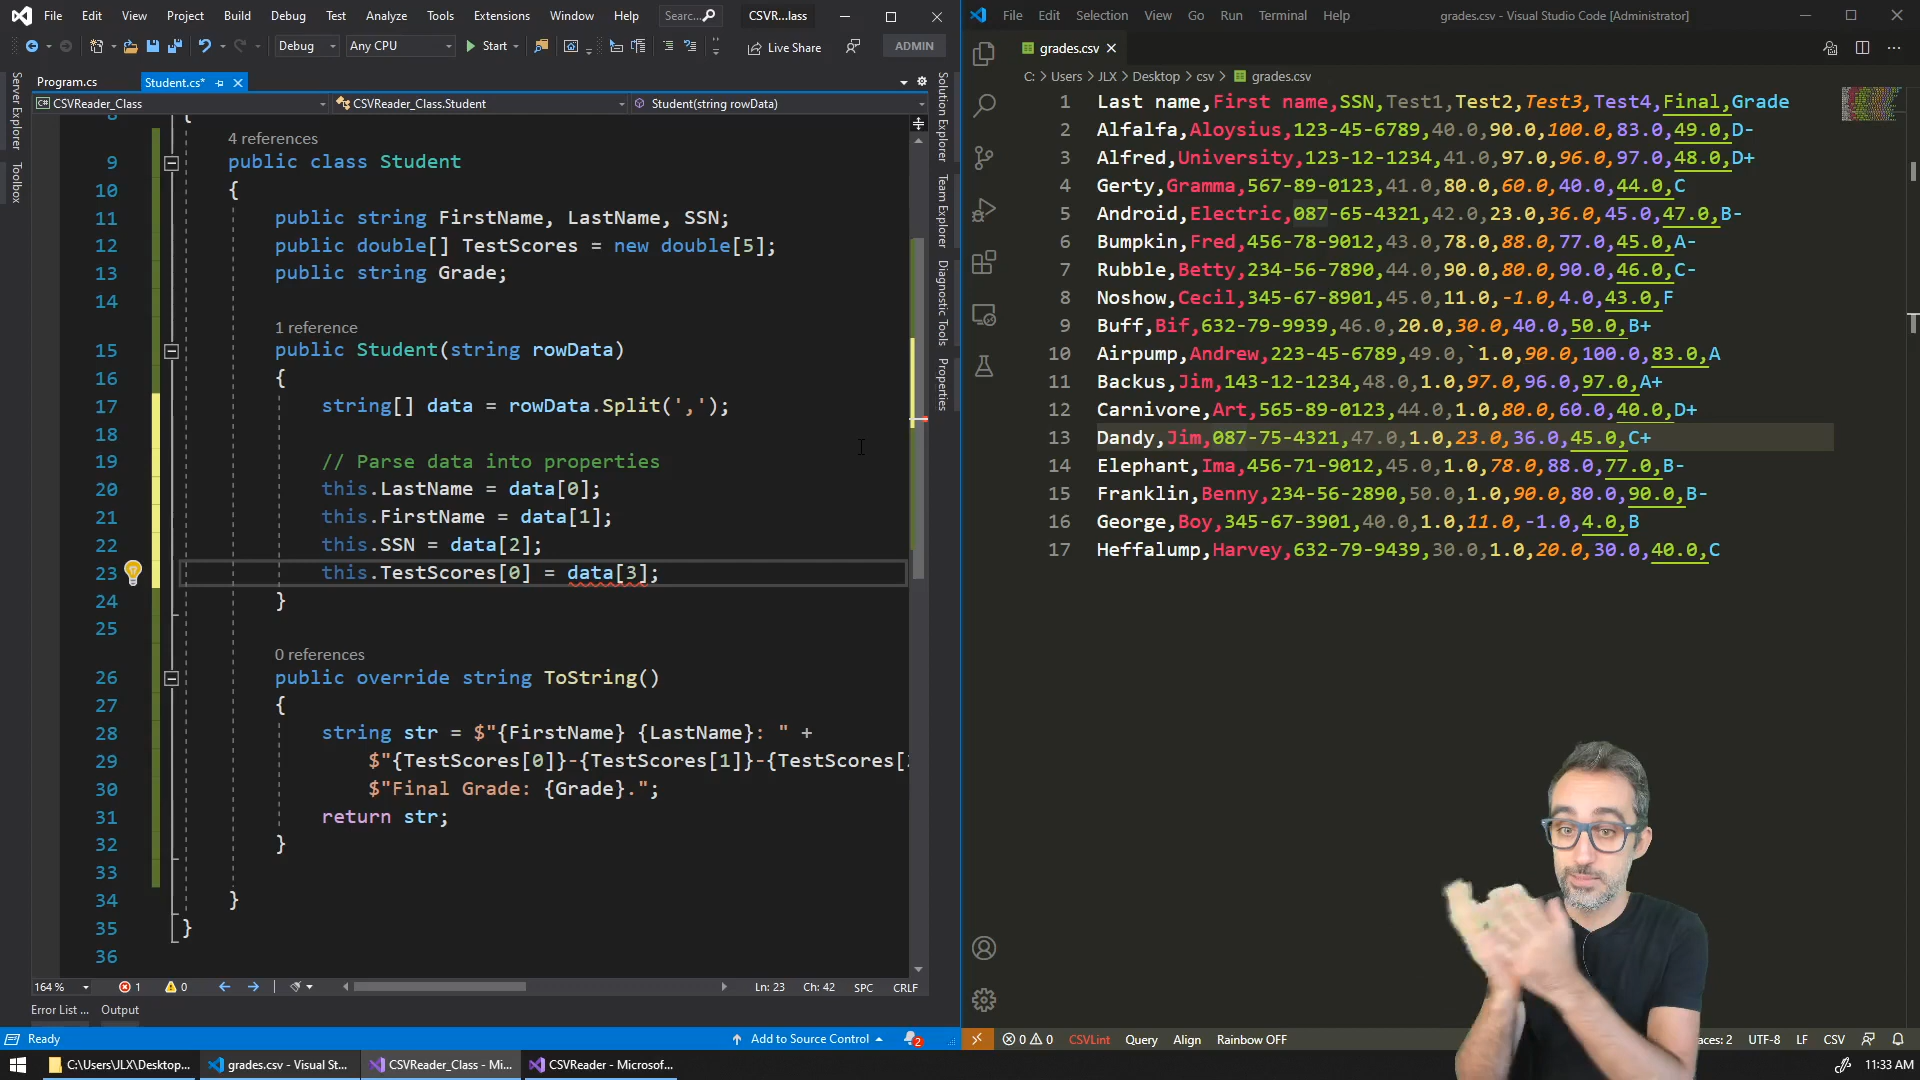 File Edit View Project Build Debug Test Analyze Tools Extensions Window Help Searc... CSVR...lass
Debug Any CPU Start Live Share ADMIN
Program.cs Student.cs*
CSVReader_Class CSVReader_Class.Student Student(string rowData)
Server Explorer
Toolbox
Solution Explorer
Team Explorer
Diagnostic Tools
Properties
8 {
4 references
9 public class Student
10 {
11 public string FirstName, LastName, SSN;
12 public double[] TestScores = new double[5];
13 public string Grade;
14
1 reference
15 public Student(string rowData)
16 {
17 string[] data = rowData.Split(',');
18
19 // Parse data into properties
20 this.LastName = data[0];
21 this.FirstName = data[1];
22 this.SSN = data[2];
23 this.TestScores[0] = data[3];
24 }
25
0 references
26 public override string ToString()
27 {
28 string str = $"{FirstName} {LastName}: " +
29 $"{TestScores[0]}-{TestScores[1]}-{TestScores[
30 $"Final Grade: {Grade}.";
31 return str;
32 }
33
34 }
35 }
36
164 % 1 0 Ln: 23 Ch: 42 SPC CRLF
Error List ... Output
Ready Add to Source Control 2
File Edit Selection View Go Run Terminal Help grades.csv - Visual Studio Code [Administrator]
grades.csv
C: > Users > JLX > Desktop > csv > grades.csv
1 Last name,First name,SSN,Test1,Test2,Test3,Test4,Final,Grade
2 Alfalfa,Aloysius,123-45-6789,40.0,90.0,100.0,83.0,49.0,D-
3 Alfred,University,123-12-1234,41.0,97.0,96.0,97.0,48.0,D+
4 Gerty,Gramma,567-89-0123,41.0,80.0,60.0,40.0,44.0,C
5 Android,Electric,087-65-4321,42.0,23.0,36.0,45.0,47.0,B-
6 Bumpkin,Fred,456-78-9012,43.0,78.0,88.0,77.0,45.0,A-
7 Rubble,Betty,234-56-7890,44.0,90.0,80.0,90.0,46.0,C-
8 Noshow,Cecil,345-67-8901,45.0,11.0,-1.0,4.0,43.0,F
9 Buff,Bif,632-79-9939,46.0,20.0,30.0,40.0,50.0,B+
10 Airpump,Andrew,223-45-6789,49.0,`1.0,90.0,100.0,83.0,A
11 Backus,Jim,143-12-1234,48.0,1.0,97.0,96.0,97.0,A+
12 Carnivore,Art,565-89-0123,44.0,1.0,80.0,60.0,40.0,D+
13 Dandy,Jim,087-75-4321,47.0,1.0,23.0,36.0,45.0,C+
14 Elephant,Ima,456-71-9012,45.0,1.0,78.0,88.0,77.0,B-
15 Franklin,Benny,234-56-2890,50.0,1.0,90.0,80.0,90.0,B-
16 George,Boy,345-67-3901,40.0,1.0,11.0,-1.0,4.0,B
17 Heffalump,Harvey,632-79-9439,30.0,1.0,20.0,30.0,40.0,C
0 0 CSVLint Query Align Rainbow OFF aces: 2 UTF-8 LF CSV
C:\Users\JLX\Desktop... grades.csv - Visual St... CSVReader_Class - Mi... CSVReader - Microsof... 11:33 AM